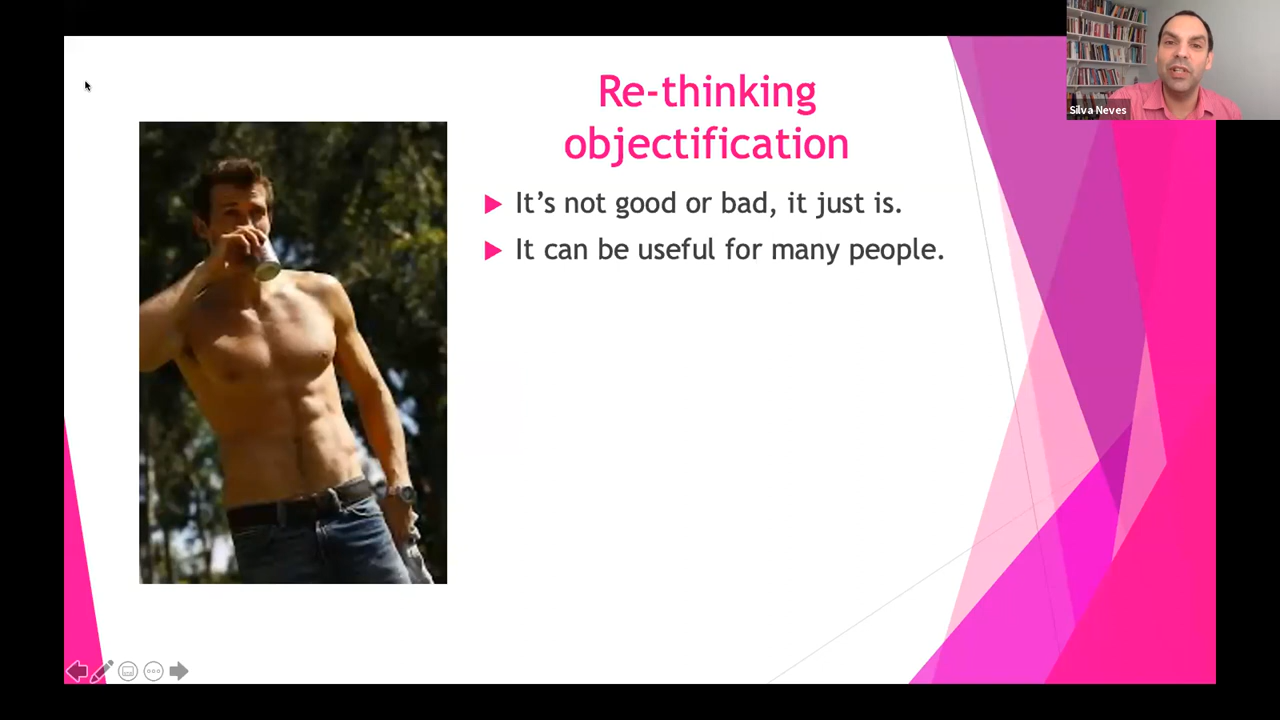 Silva Neves
Re-thinking
objectification
It’s not good or bad, it just is.
It can be useful for many people.